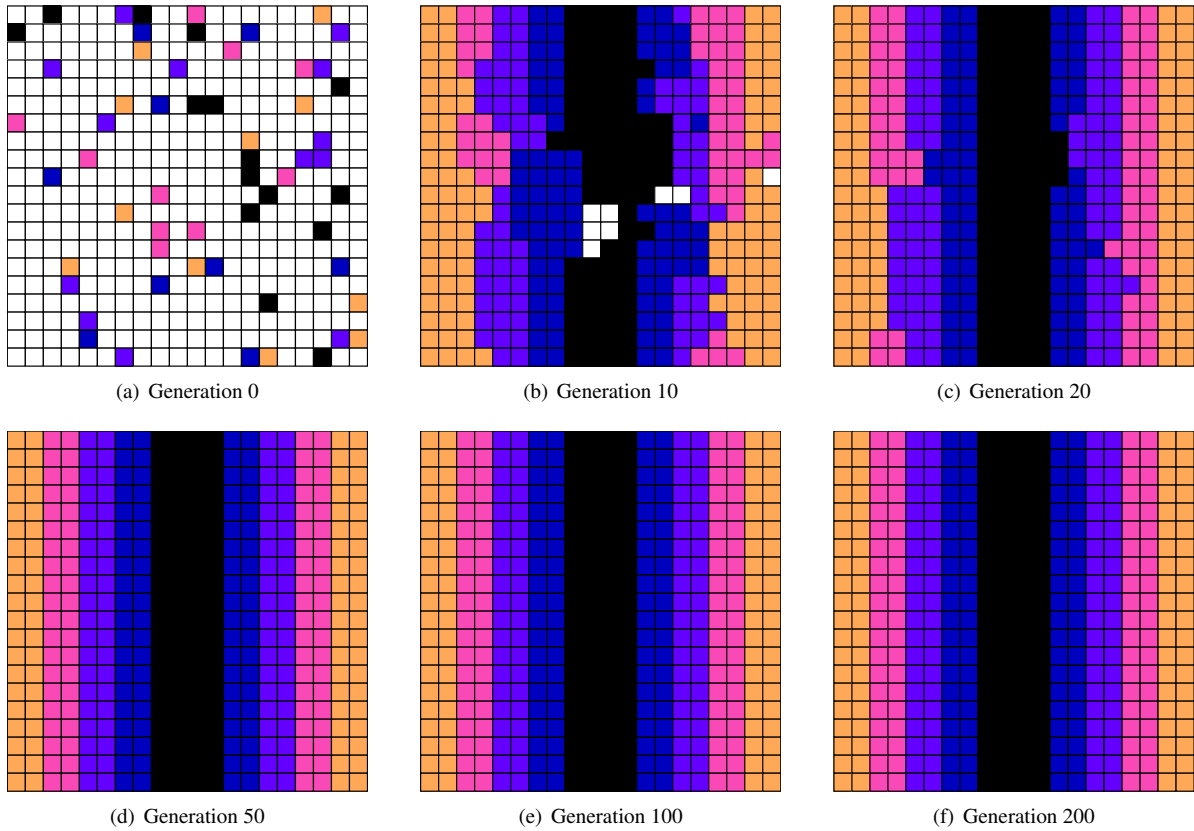 (a) Generation 0
(b) Generation 10
(c) Generation 20
(d) Generation 50
(e) Generation 100
(f) Generation 200